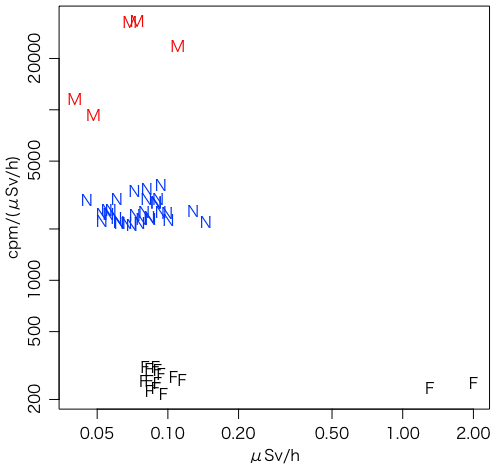 M M
M
20000
M
M
5000
N N N N N N N N N N N N N N N N N N N N N N N N N N N N
cpm/(μSv/h)
1000
500
F F F F F F F F F F F F F F
200
0.05 0.10 0.20 0.50 1.00 2.00
μSv/h